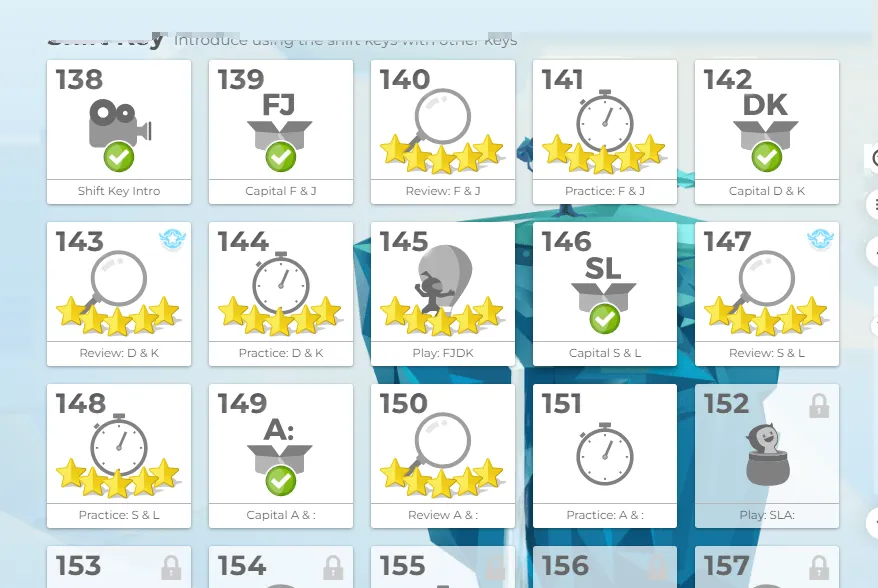 Shift Key Introduce using the shift keys with other keys
138 139 140 141 142
FJ DK
Shift Key Intro Capital F & J Review: F & J Practice: F & J Capital D & K
143 144 145 146 147
SL
Review: D & K Practice: D & K Play: FJDK Capital S & L Review: S & L
148 149 150 151 152
A:
Practice: S & L Capital A & : Review A & : Practice: A & : Play: SLA:
153 154 155 156 157